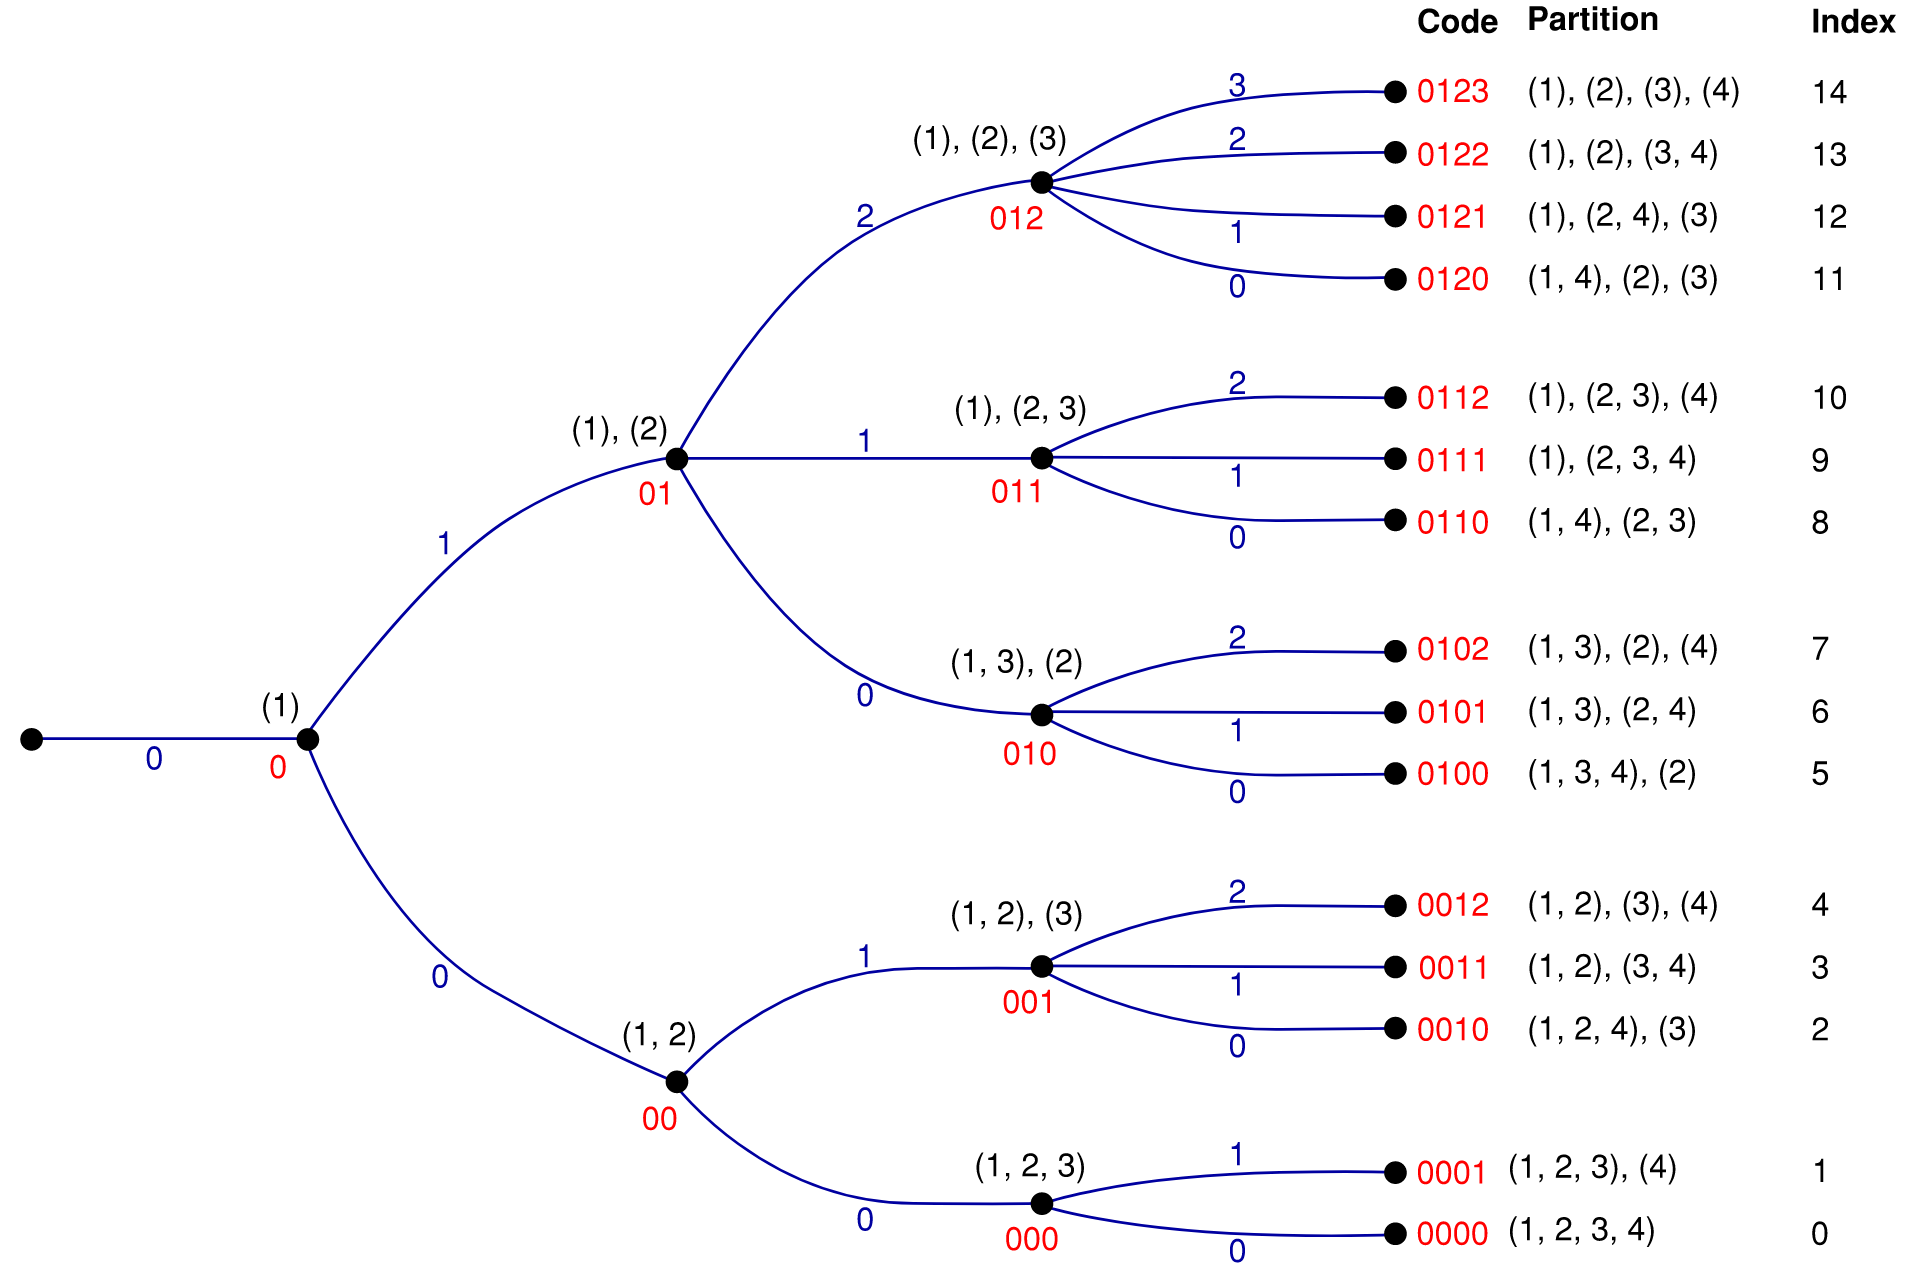 Code Partition Index
3
0123 (1), (2), (3), (4) 14
(1), (2), (3)
2
0122 (1), (2), (3, 4) 13
2
012
0121 (1), (2, 4), (3) 12
1
0120 (1, 4), (2), (3) 11
0
2
0112 (1), (2, 3), (4) 10
(1), (2)
1
(1), (2, 3)
0111 (1), (2, 3, 4) 9
01
011
1
0110 (1, 4), (2, 3) 8
1
0
2
0102 (1, 3), (2), (4) 7
(1, 3), (2)
0
0101 (1, 3), (2, 4) 6
(1)
1
0
0
010
0100 (1, 3, 4), (2) 5
0
2
0012 (1, 2), (3), (4) 4
(1, 2), (3)
0
1
0011 (1, 2), (3, 4) 3
001
1
0010 (1, 2, 4), (3) 2
(1, 2)
0
00
1
0001 (1, 2, 3), (4) 1
(1, 2, 3)
0
000
0000 (1, 2, 3, 4) 0
0